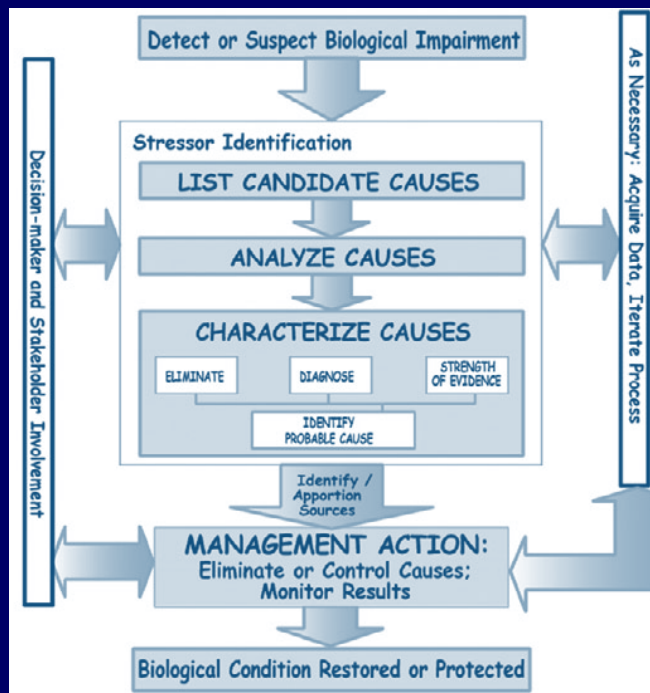 Detect or Suspect Biological Impairment
Stressor Identification
LIST CANDIDATE CAUSES
ANALYZE CAUSES
CHARACTERIZE CAUSES
ELIMINATE
DIAGNOSE
STRENGTH
OF EVIDENCE
IDENTIFY
PROBABLE CAUSE
Identify /
Apportion
Sources
MANAGEMENT ACTION:
Eliminate or Control Causes;
Monitor Results
Biological Condition Restored or Protected
Decision-maker and Stakeholder Involvement
As Necessary: Acquire Data, Iterate Process